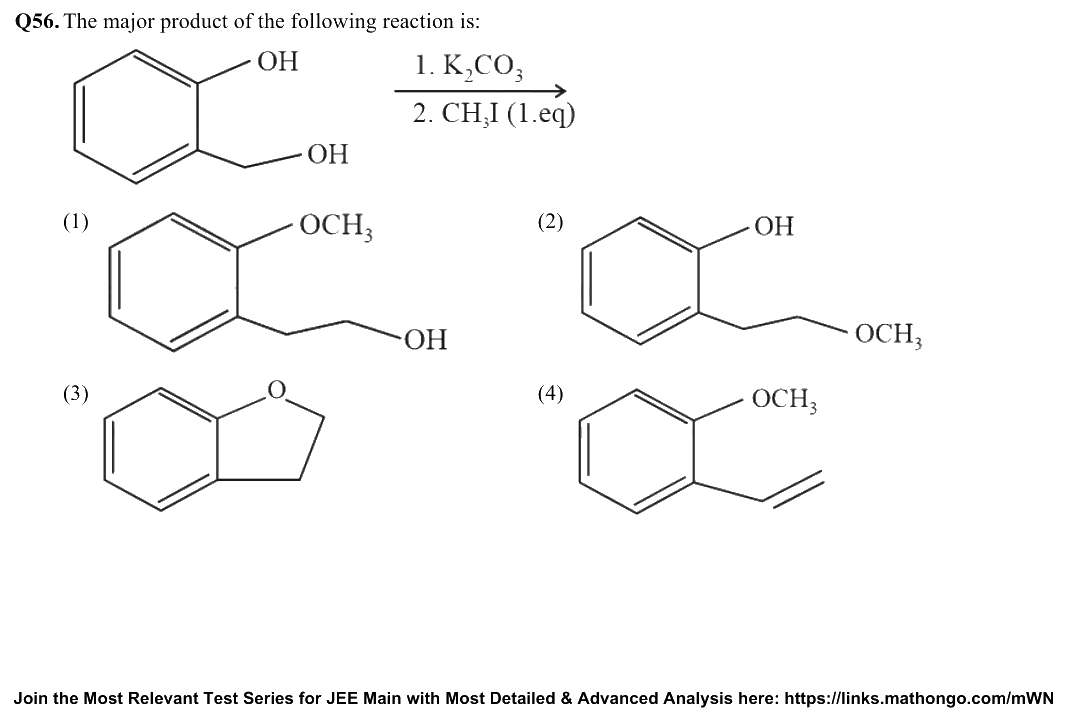 Q56. The major product of the following reaction is:
OH
1. K₂CO₃
2. CH₃I (1.eq)
OH
(1)
OCH₃
OH
(2)
OH
OCH₃
(3)
O
(4)
OCH₃
Join the Most Relevant Test Series for JEE Main with Most Detailed & Advanced Analysis here: https://links.mathongo.com/mWN